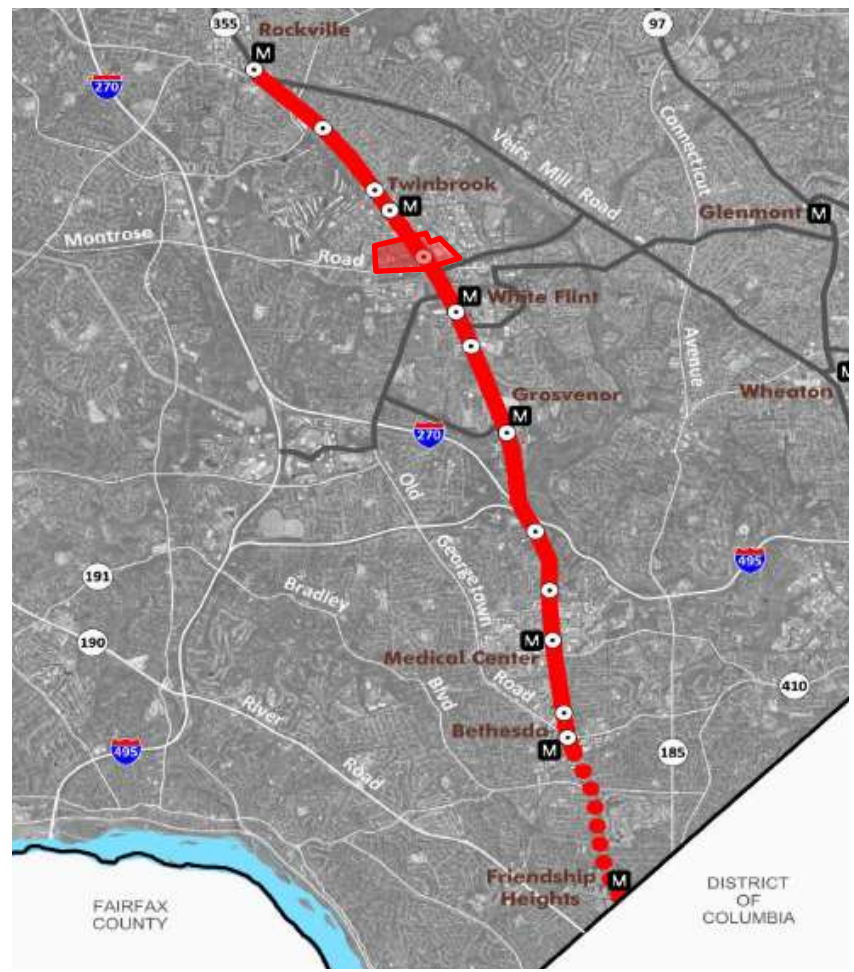 355
Rockville
M
97
270
Connecticut
Veirs Mill Road
Twinbrook
M
Glenmont
M
Montrose
Road
White Flint
M
Avenue
Grosvenor
M
Wheaton
M
270
Old
Georgetown
Road
495
191
Bradley
Blvd
190
Medical Center
M
410
River
Road
Bethesda
M
495
185
Friendship
Heights
M
FAIRFAX
COUNTY
DISTRICT
OF
COLUMBIA